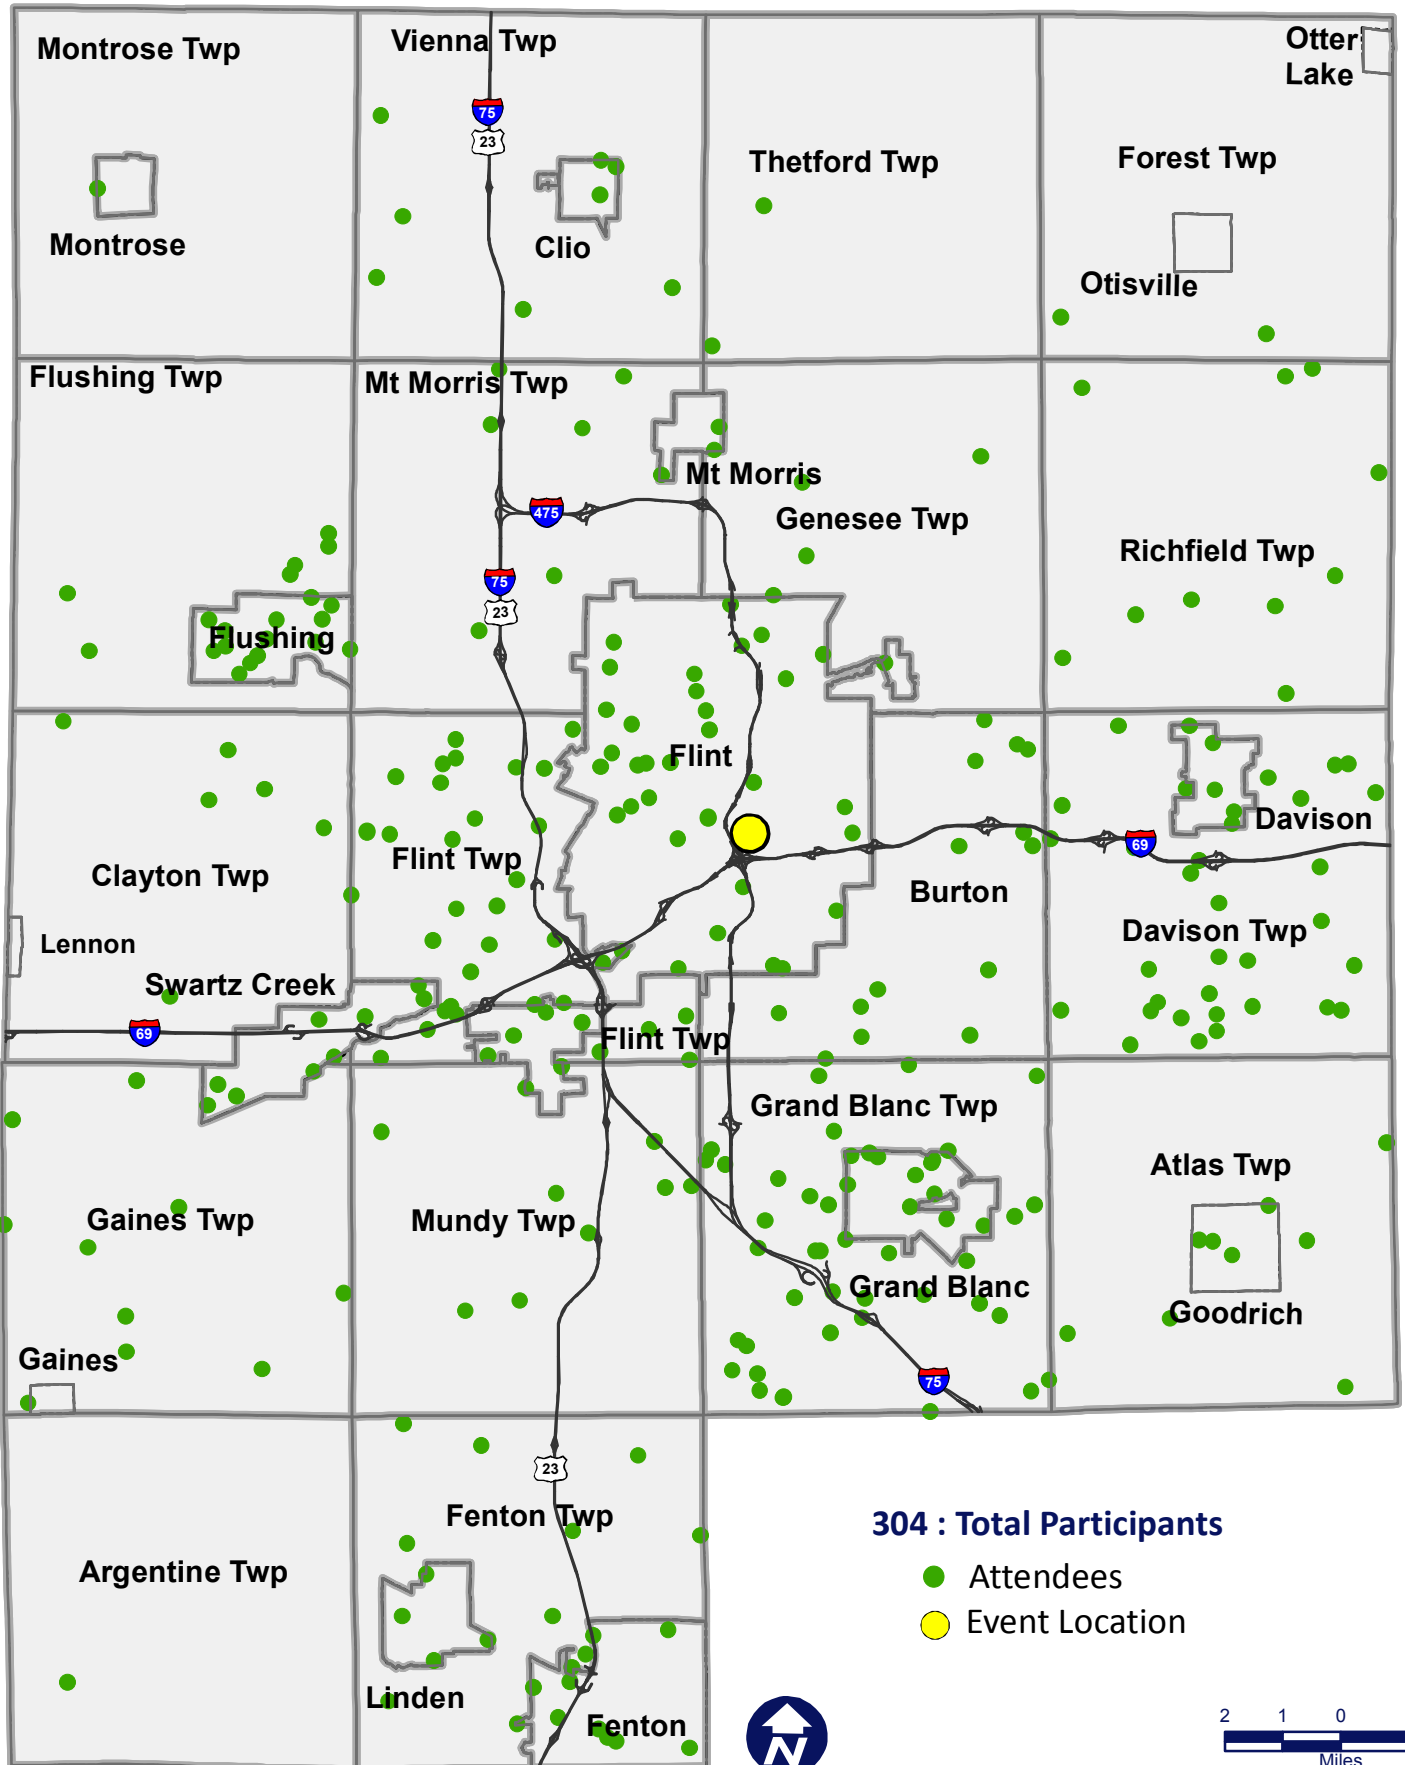 Montrose Twp
Vienna Twp
Otter
Lake
75
23
Thetford Twp
Forest Twp
Montrose
Clio
Otisville
Flushing Twp
Mt Morris Twp
Mt Morris
475
Genesee Twp
Richfield Twp
75
23
Flushing
Flint
Davison
69
Flint Twp
Clayton Twp
Burton
Davison Twp
Lennon
Swartz Creek
69
Flint Twp
Grand Blanc Twp
Atlas Twp
Gaines Twp
Mundy Twp
Grand Blanc
Goodrich
Gaines
75
23
Fenton Twp
304 : Total Participants
Argentine Twp
Attendees
Event Location
Linden
Fenton
N
2 1 0
Miles